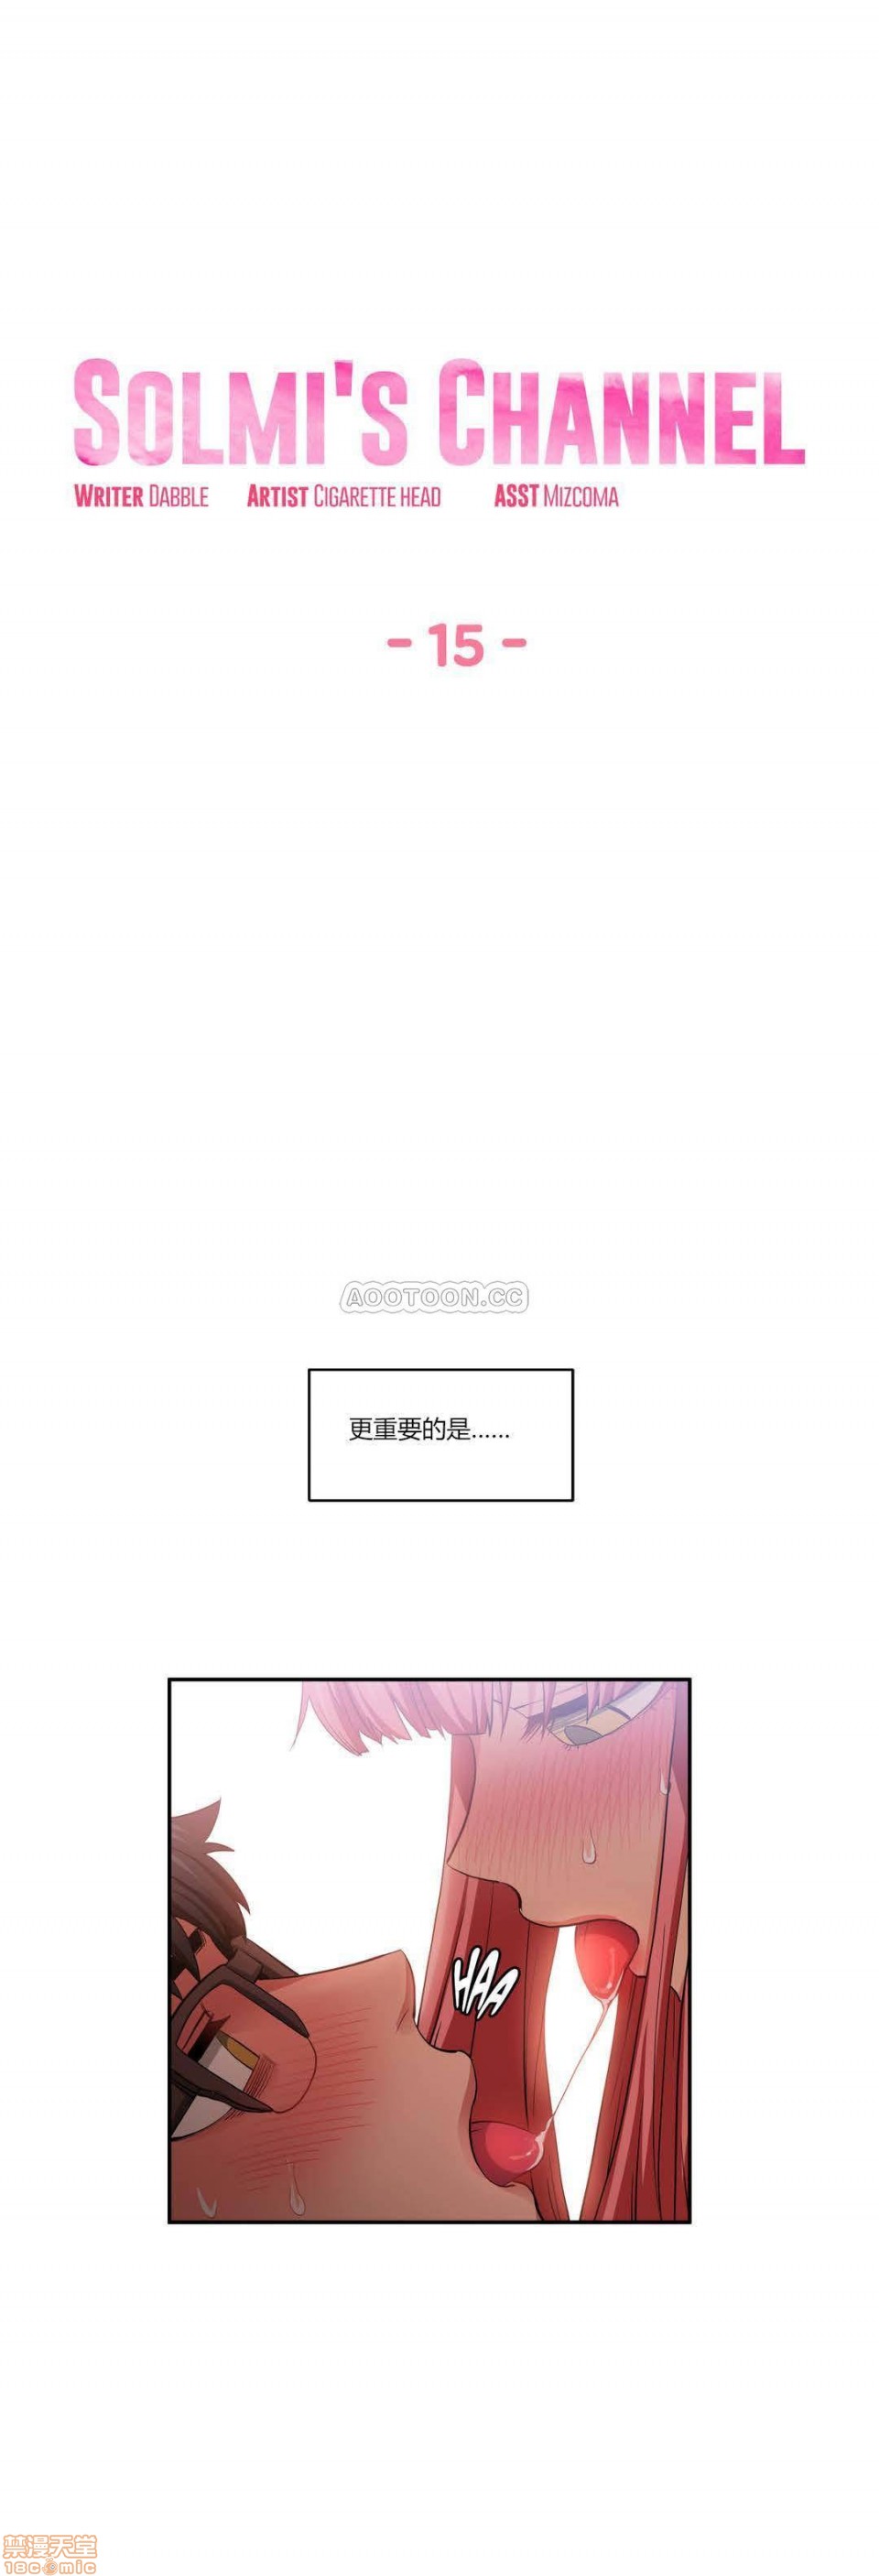 SOLMI'S CHANNEL
WRITER DABBLE ARTIST CIGARETTE HEAD ASST MIZCOMA
- 15 -
AOOTOON.CC
更重要的是……
HAA
禁漫天堂
18comic